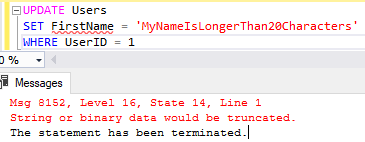 UPDATE Users
SET FirstName = 'MyNameIsLongerThan20Characters'
WHERE UserID = 1
0 %
Messages
Msg 8152, Level 16, State 14, Line 1
String or binary data would be truncated.
The statement has been terminated.